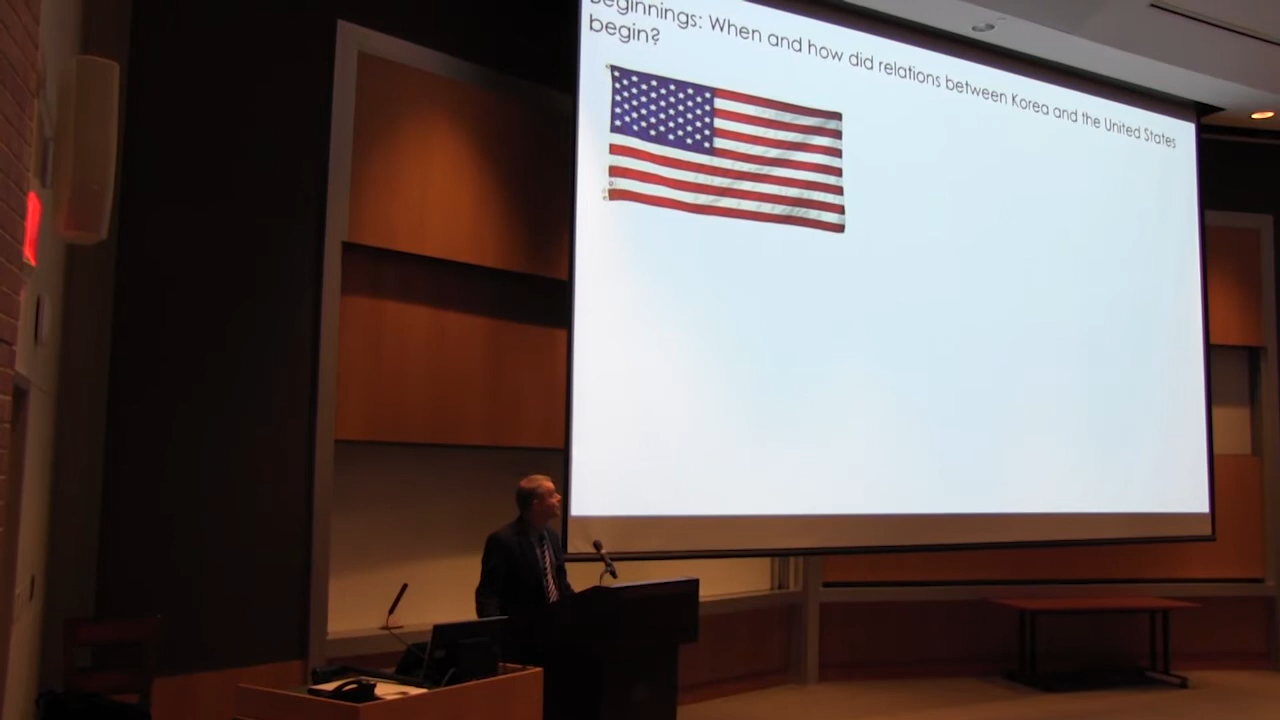 Beginnings: When and how did relations between Korea and the United States
begin?